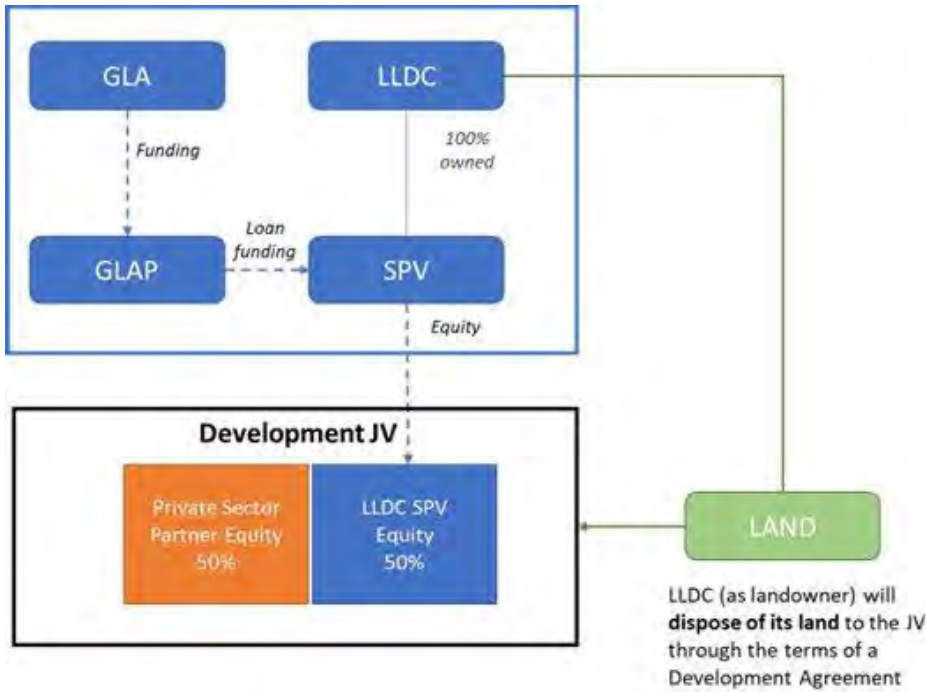 GLA
LLDC
Funding
100%
owned
Loan
funding
GLAP
SPV
Equity
Development JV
Private Sector
Partner Equity
50%
LLDC SPV
Equity
50%
LAND
LLDC (as landowner) will
dispose of its land to the JV
through the terms of a
Development Agreement